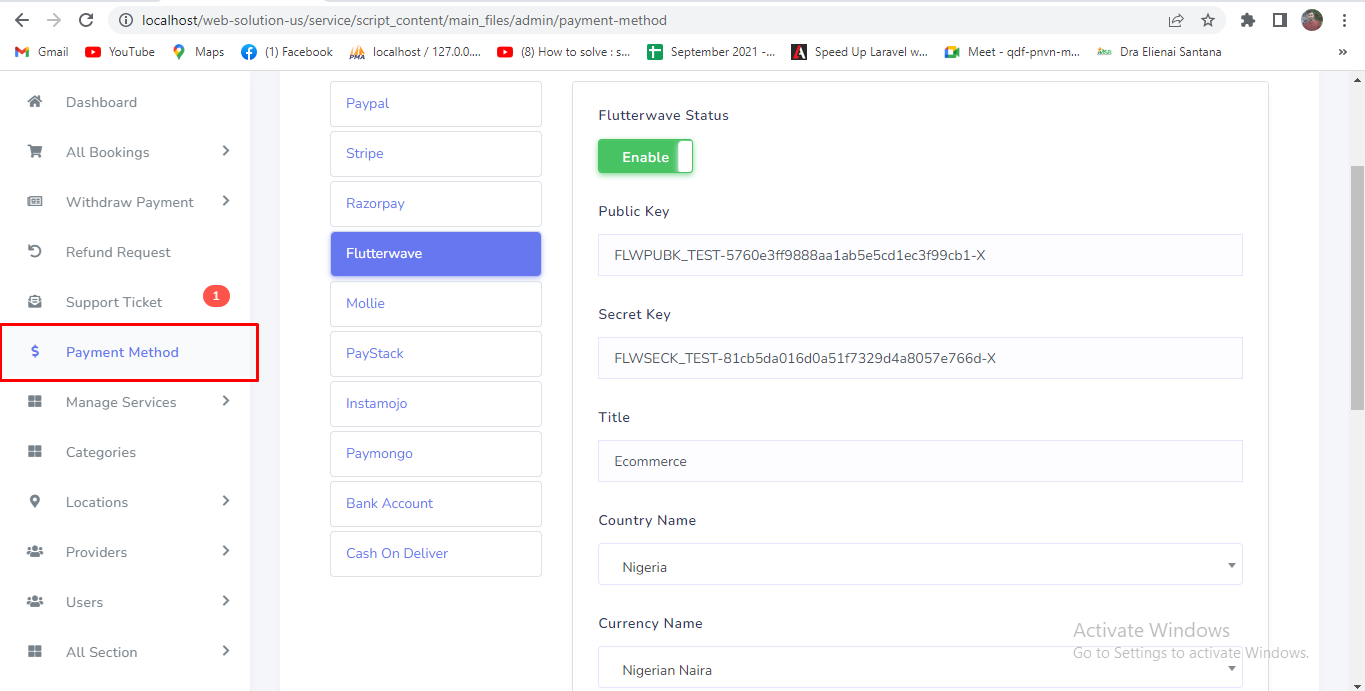 localhost/web-solution-us/service/script_content/main_files/admin/payment-method
Gmail
YouTube
Maps
(1) Facebook
PMA
localhost / 127.0.0....
(8) How to solve : s...
September 2021 -...
Speed Up Laravel w...
Meet - qdf-pnvn-m...
Dra Elienai Santana
»
Dashboard
All Bookings
Withdraw Payment
Refund Request
Support Ticket
1
Payment Method
Manage Services
Categories
Locations
Providers
Users
All Section
Paypal
Stripe
Razorpay
Flutterwave
Mollie
PayStack
Instamojo
Paymongo
Bank Account
Cash On Deliver
Flutterwave Status
Enable
Public Key
FLWPUBK_TEST-5760e3ff9888aa1ab5e5cd1ec3f99cb1-X
Secret Key
FLWSECK_TEST-81cb5da016d0a51f7329d4a8057e766d-X
Title
Ecommerce
Country Name
Nigeria
Currency Name
Nigerian Naira
Activate Windows
Go to Settings to activate Windows.